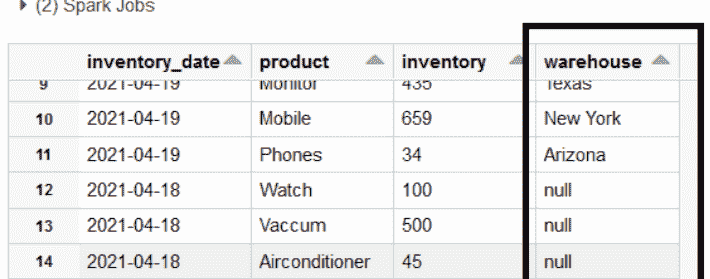 (2) Spark Jobs
inventory_date product inventory warehouse
9 2021-04-19 Monitor 435 Texas
10 2021-04-19 Mobile 659 New York
11 2021-04-19 Phones 34 Arizona
12 2021-04-18 Watch 100 null
13 2021-04-18 Vaccum 500 null
14 2021-04-18 Airconditioner 45 null